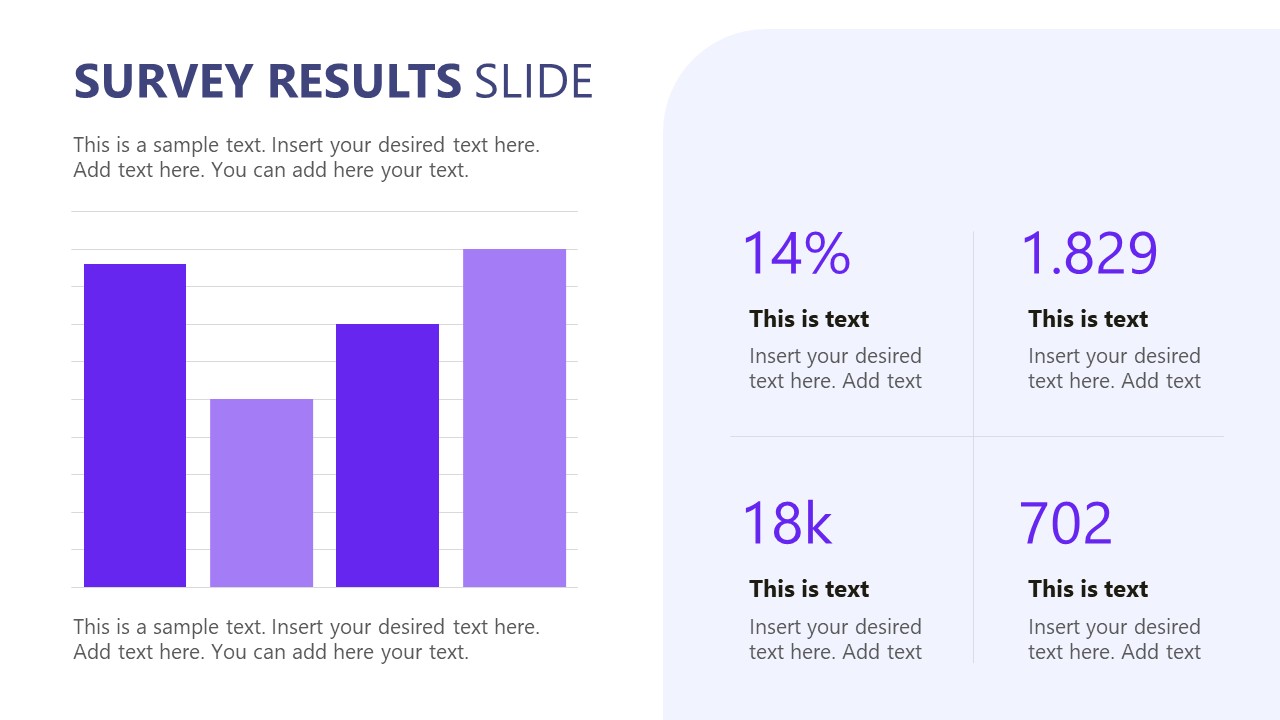 SURVEY RESULTS SLIDE
This is a sample text. Insert your desired text here.
Add text here. You can add here your text.
This is a sample text. Insert your desired text here.
Add text here. You can add here your text.
14%
This is text
Insert your desired
text here. Add text
1.829
This is text
Insert your desired
text here. Add text
18k
This is text
Insert your desired
text here. Add text
702
This is text
Insert your desired
text here. Add text